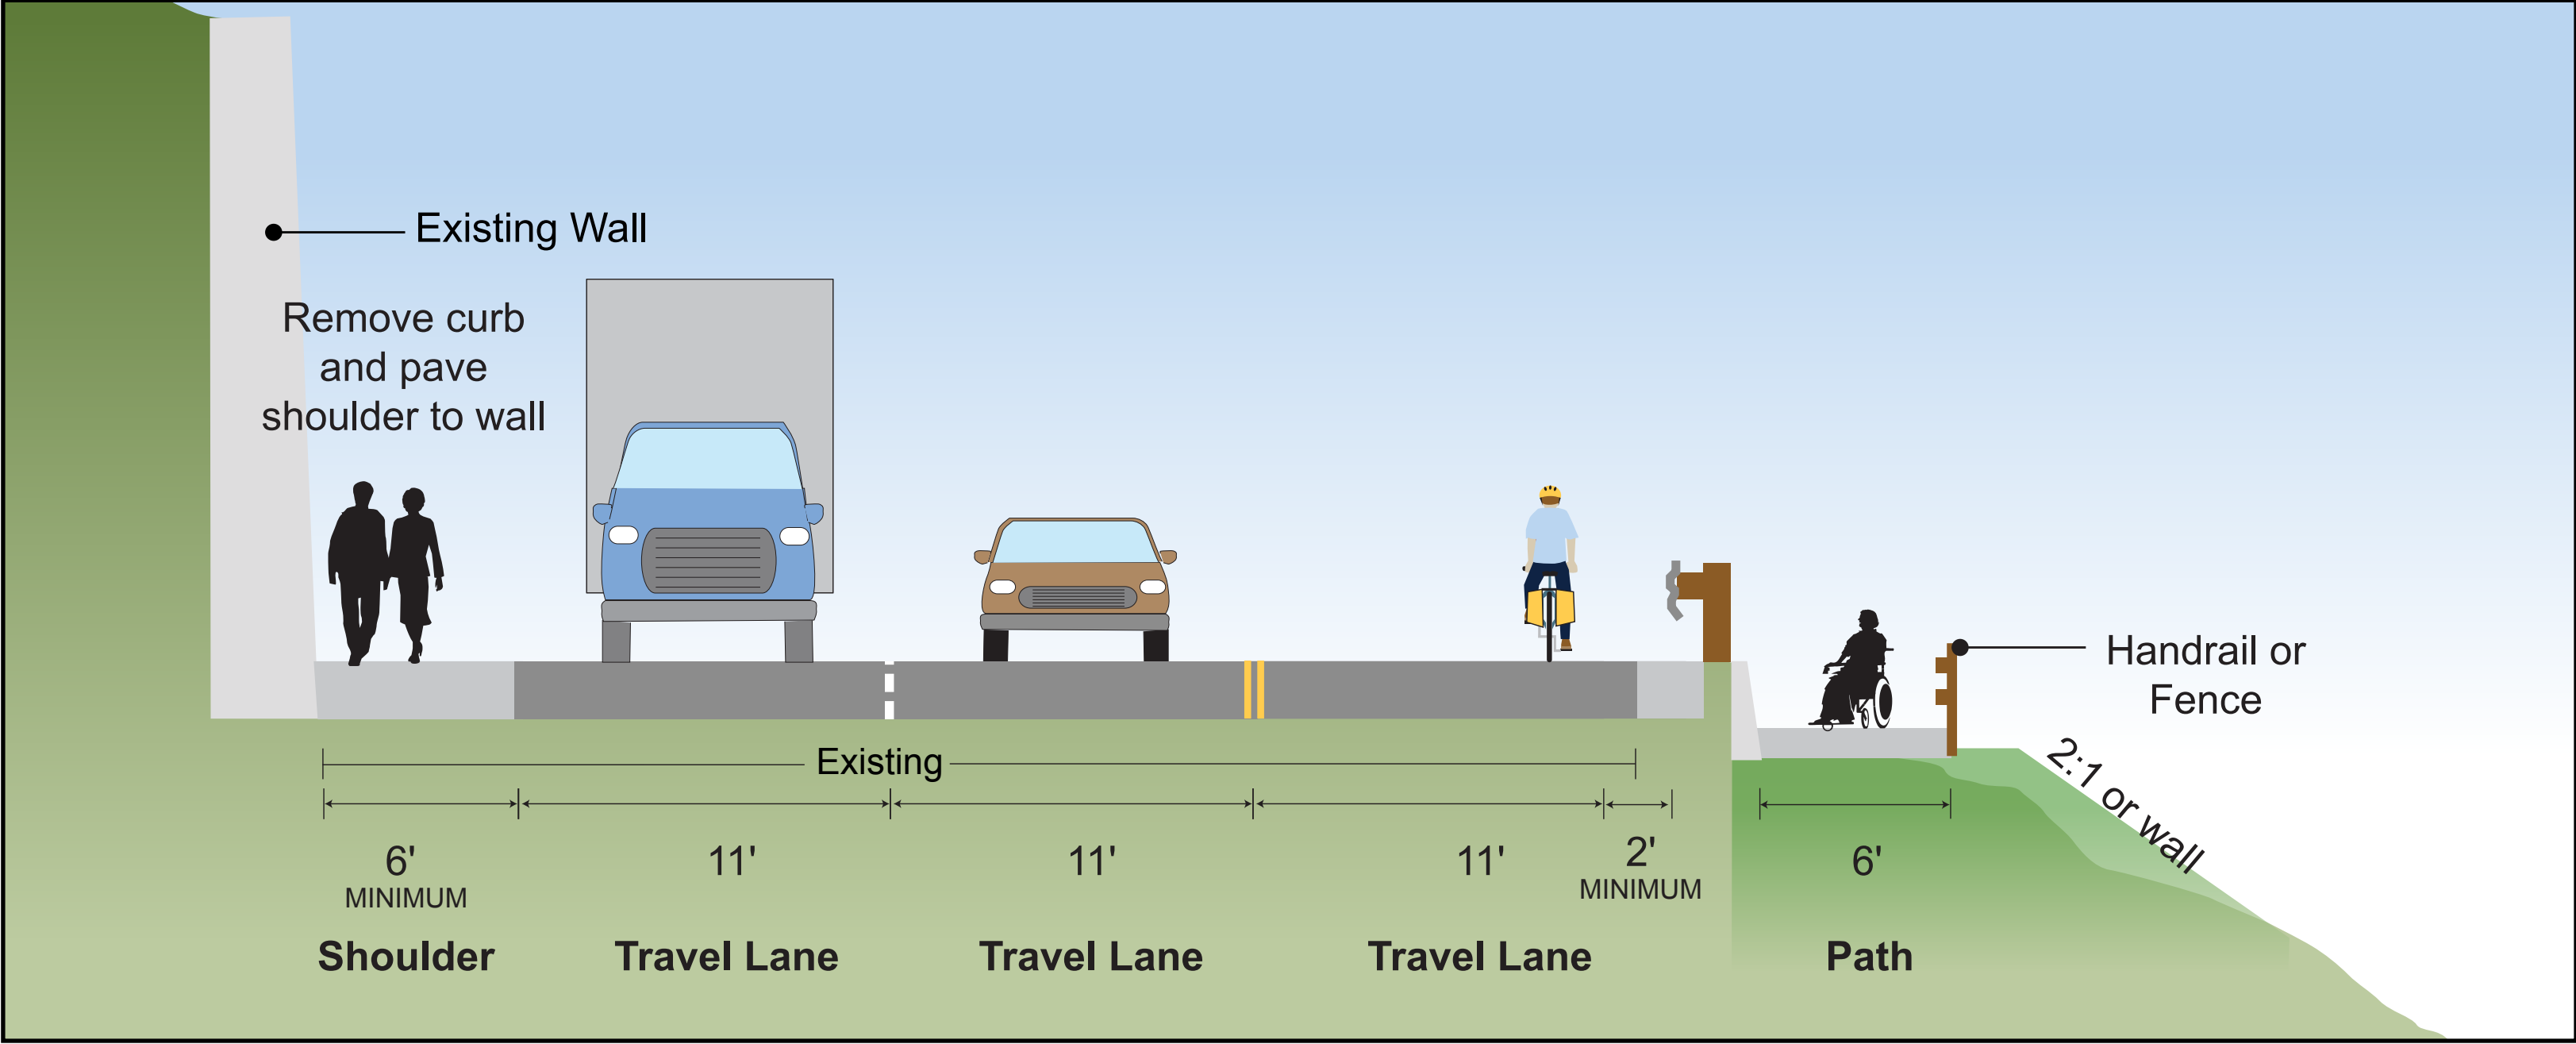 Existing Wall
Remove curb
and pave
shoulder to wall
Handrail or
Fence
2:1 or wall
Existing
6'
MINIMUM
11'
11'
11'
2'
MINIMUM
6'
Shoulder
Travel Lane
Travel Lane
Travel Lane
Path